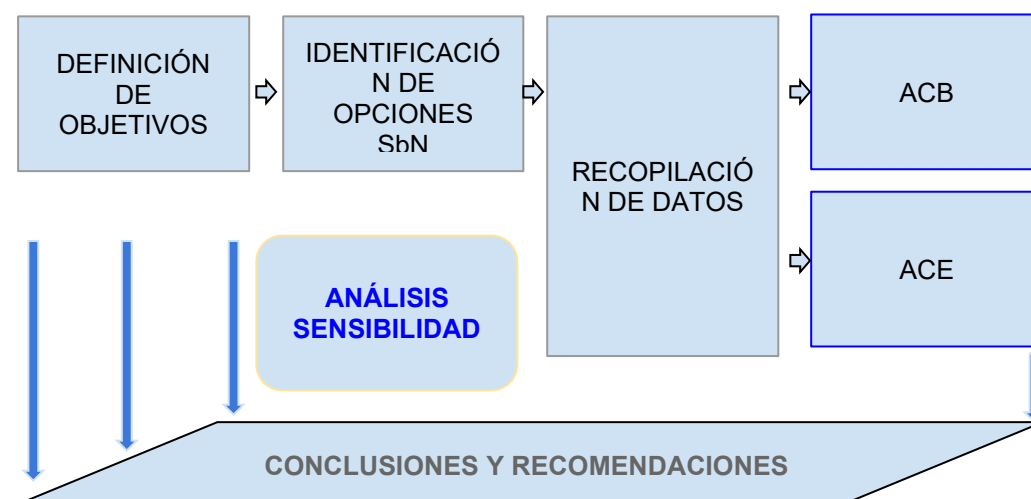 DEFINICIÓN
DE
OBJETIVOS
IDENTIFICACIÓ
N DE
OPCIONES
SbN
RECOPILACIÓ
N DE DATOS
ACB
ACE
ANÁLISIS
SENSIBILIDAD
CONCLUSIONES Y RECOMENDACIONES